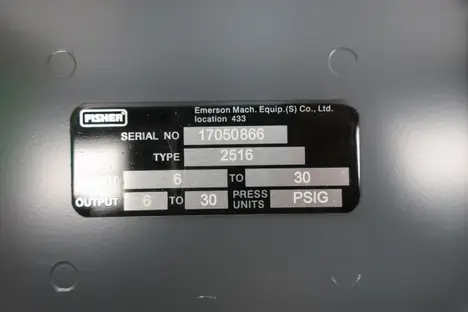 FISHER
Emerson Mach. Equip.(S) Co., Ltd.
location 433
SERIAL NO 17050866
TYPE 2516
6 TO 30
OUTPUT 6 TO 30 PRESS UNITS PSIG